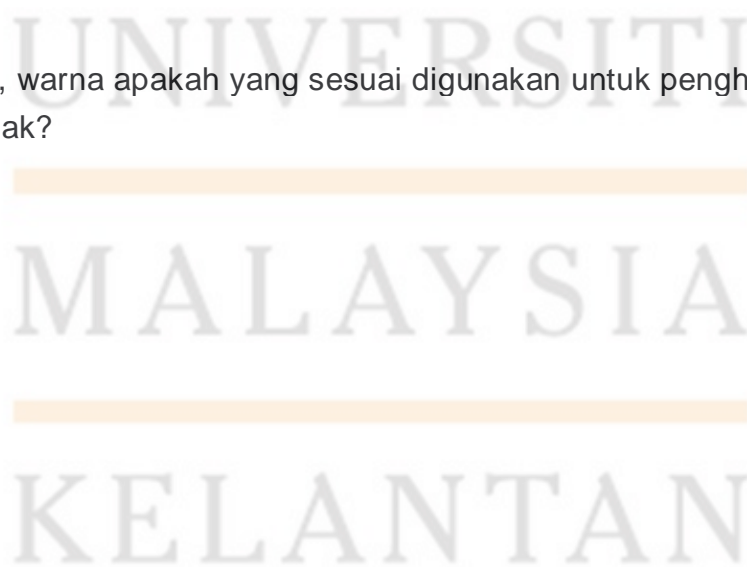 UNIVERSITI
, warna apakah yang sesuai digunakan untuk pengh
ak?
MALAYSIA
KELANTAN